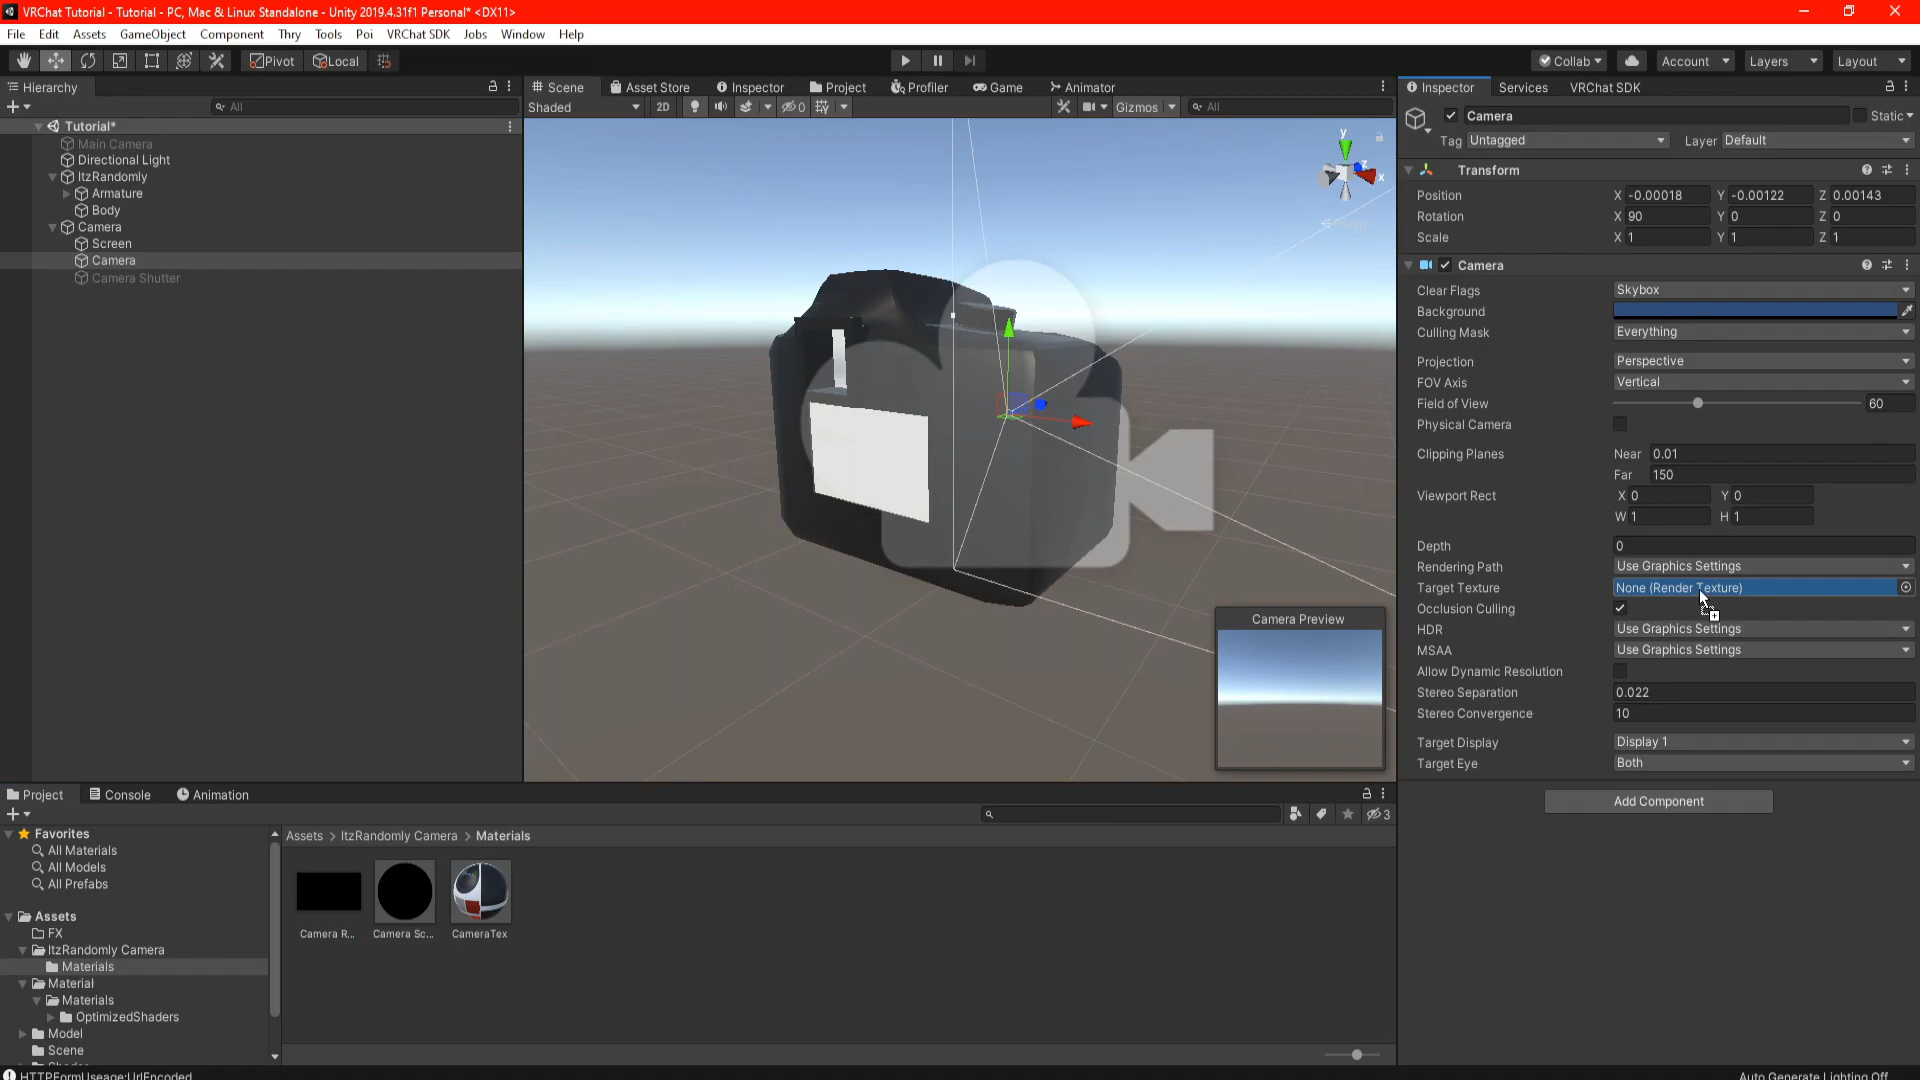 VRChat Tutorial - Tutorial - PC, Mac & Linux Standalone - Unity 2019.4.31f1 Personal* <DX11>
File Edit Assets GameObject Component Thry Tools Poi VRChat SDK Jobs Window Help
Pivot Local Collab Account Layers Layout
Hierarchy
All
Tutorial*
Main Camera
Directional Light
ItzRandomly
Armature
Body
Camera
Screen
Camera
Camera Shutter
Scene Asset Store Inspector Project Profiler Game Animator
Shaded 2D 0 Gizmos All
y
z
x
Persp
Camera Preview
Inspector Services VRChat SDK
Camera Static
Tag Untagged Layer Default
Transform
Position X -0.00018 Y -0.00122 Z 0.00143
Rotation X 90 Y 0 Z 0
Scale X 1 Y 1 Z 1
Camera
Clear Flags Skybox
Background
Culling Mask Everything
Projection Perspective
FOV Axis Vertical
Field of View 60
Physical Camera
Clipping Planes Near 0.01
Far 150
Viewport Rect X 0 Y 0
W 1 H 1
Depth 0
Rendering Path Use Graphics Settings
Target Texture None (Render Texture)
Occlusion Culling
HDR Use Graphics Settings
MSAA Use Graphics Settings
Allow Dynamic Resolution
Stereo Separation 0.022
Stereo Convergence 10
Target Display Display 1
Target Eye Both
Add Component
Project Console Animation
3
Favorites
All Materials
All Models
All Prefabs
Assets
FX
ItzRandomly Camera
Materials
Material
Materials
OptimizedShaders
Model
Scene
Assets > ItzRandomly Camera > Materials
Camera R... Camera Sc... CameraTex
HTTPFormUseage:UrlEncoded
Auto Generate Lighting Off